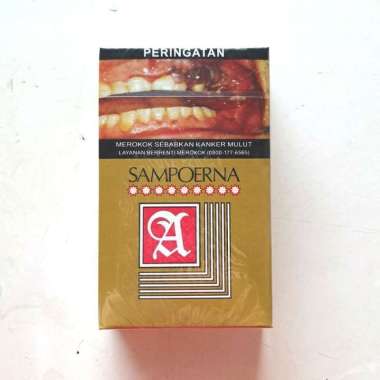 PERINGATAN
MEROKOK SEBABKAN KANKER MULUT
LAYANAN BERHENTI MEROKOK (0800-177-6565)
SAMPOERNA
A